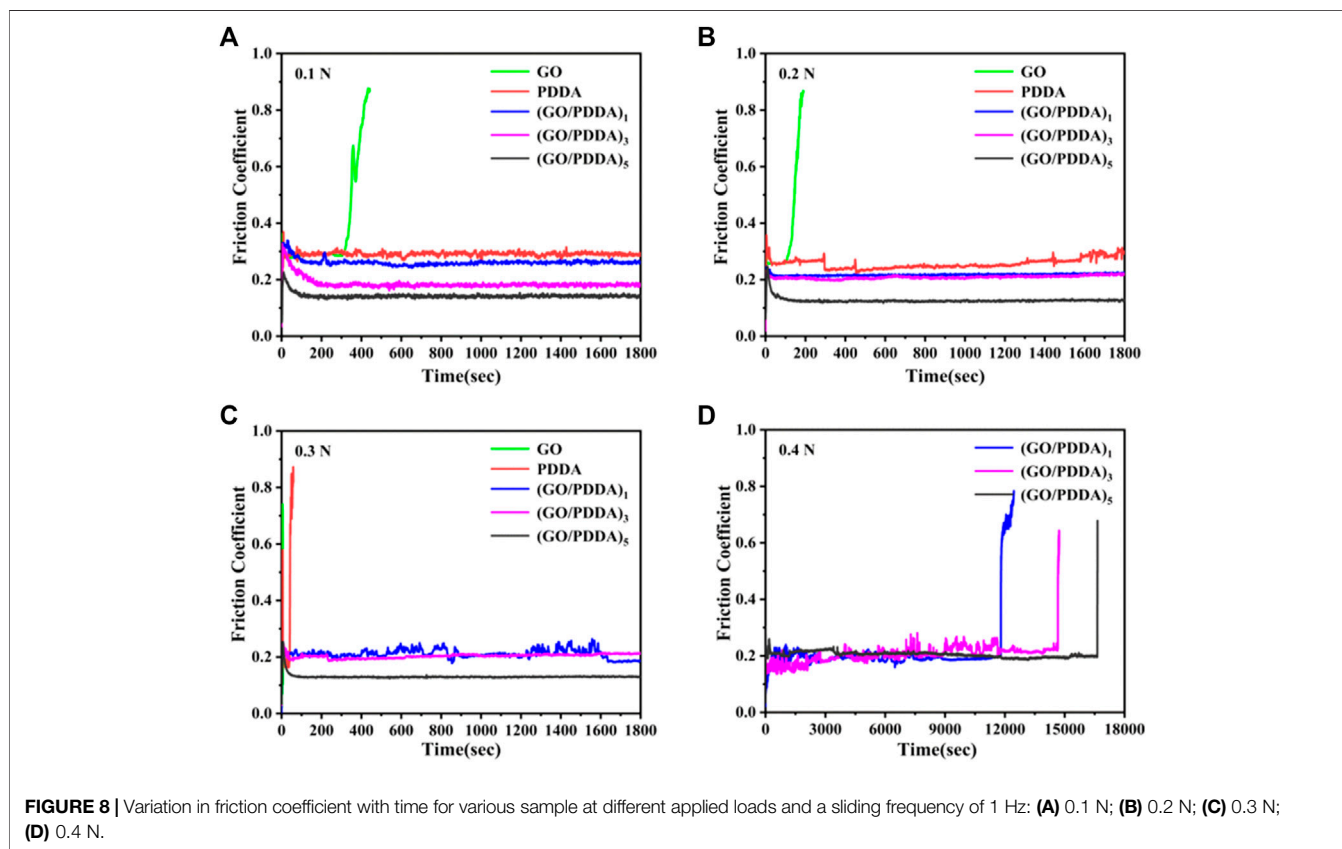 A
1.0
0.8
0.6
0.4
0.2
0.0
Friction Coefficient
0.1 N
GO
PDDA
(GO/PDDA)₁
(GO/PDDA)₃
(GO/PDDA)₅
0 200 400 600 800 1000 1200 1400 1600 1800
Time(sec)
B
1.0
0.8
0.6
0.4
0.2
0.0
Friction Coefficient
0.2 N
GO
PDDA
(GO/PDDA)₁
(GO/PDDA)₃
(GO/PDDA)₅
0 200 400 600 800 1000 1200 1400 1600 1800
Time(sec)
C
1.0
0.8
0.6
0.4
0.2
0.0
Friction Coefficient
0.3 N
GO
PDDA
(GO/PDDA)₁
(GO/PDDA)₃
(GO/PDDA)₅
0 200 400 600 800 1000 1200 1400 1600 1800
Time(sec)
D
1.0
0.8
0.6
0.4
0.2
0.0
Friction Coefficient
0.4 N
(GO/PDDA)₁
(GO/PDDA)₃
(GO/PDDA)₅
0 3000 6000 9000 12000 15000 18000
Time(sec)
FIGURE 8 | Variation in friction coefficient with time for various sample at different applied loads and a sliding frequency of 1 Hz: (A) 0.1 N; (B) 0.2 N; (C) 0.3 N;
(D) 0.4 N.